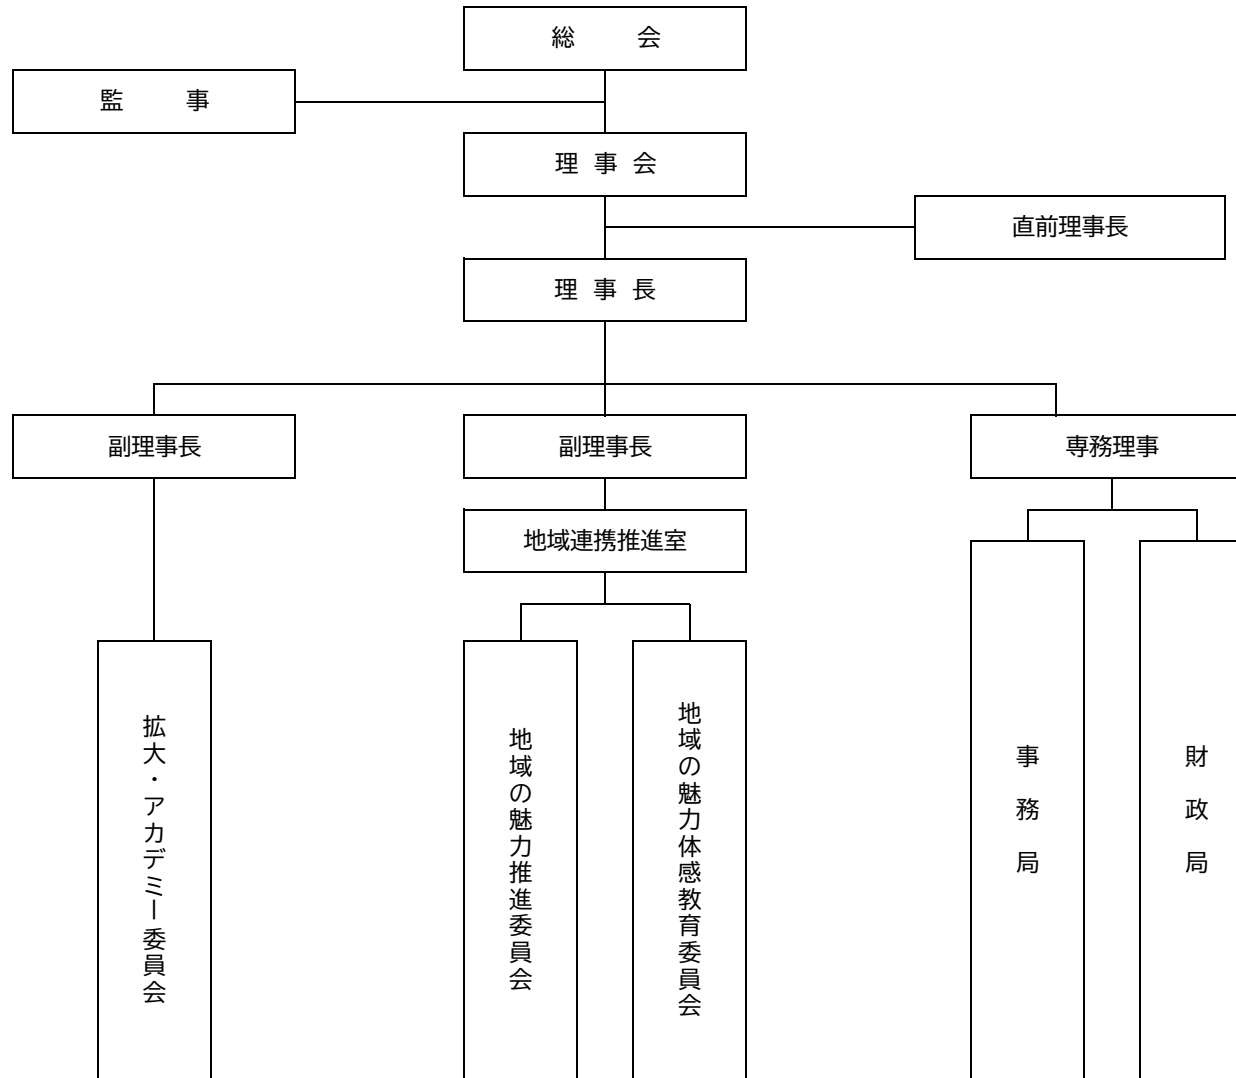 総　会
監　事
理 事 会
直前理事長
理 事 長
副理事長
副理事長
専務理事
地域連携推進室
拡大・アカデミー委員会
地域の魅力推進委員会
地域の魅力体感教育委員会
事務局
財政局